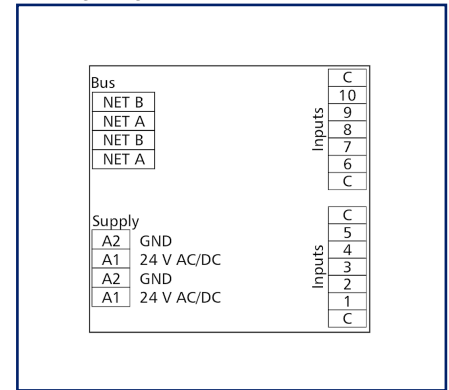 Bus
NET B
NET A
NET B
NET A
Supply
A2 GND
A1 24 V AC/DC
A2 GND
A1 24 V AC/DC
Inputs
C
10
9
8
7
6
C
Inputs
C
5
4
3
2
1
C